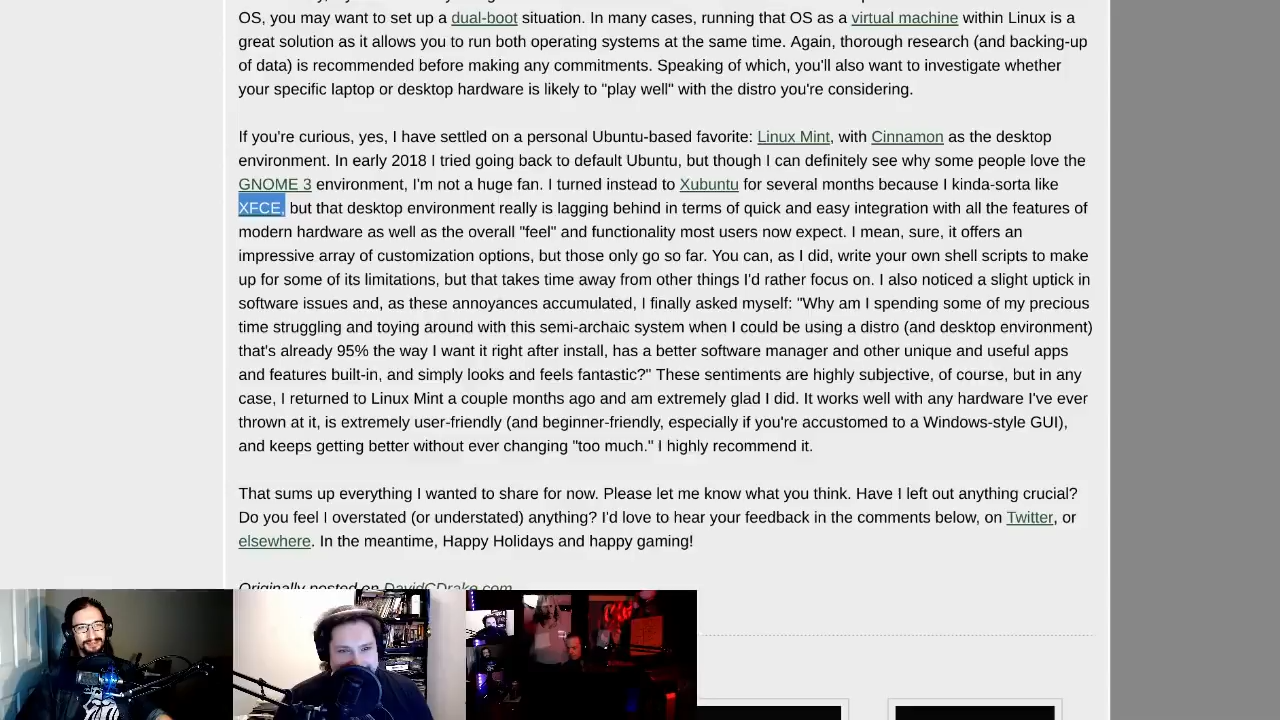 OS, you may want to set up a dual-boot situation. In many cases, running that OS as a virtual machine within Linux is a
great solution as it allows you to run both operating systems at the same time. Again, thorough research (and backing-up
of data) is recommended before making any commitments. Speaking of which, you'll also want to investigate whether
your specific laptop or desktop hardware is likely to "play well" with the distro you're considering.
If you're curious, yes, I have settled on a personal Ubuntu-based favorite: Linux Mint, with Cinnamon as the desktop
environment. In early 2018 I tried going back to default Ubuntu, but though I can definitely see why some people love the
GNOME 3 environment, I'm not a huge fan. I turned instead to Xubuntu for several months because I kinda-sorta like
XFCE, but that desktop environment really is lagging behind in terms of quick and easy integration with all the features of
modern hardware as well as the overall "feel" and functionality most users now expect. I mean, sure, it offers an
impressive array of customization options, but those only go so far. You can, as I did, write your own shell scripts to make
up for some of its limitations, but that takes time away from other things I'd rather focus on. I also noticed a slight uptick in
software issues and, as these annoyances accumulated, I finally asked myself: "Why am I spending some of my precious
time struggling and toying around with this semi-archaic system when I could be using a distro (and desktop environment)
that's already 95% the way I want it right after install, has a better software manager and other unique and useful apps
and features built-in, and simply looks and feels fantastic?" These sentiments are highly subjective, of course, but in any
case, I returned to Linux Mint a couple months ago and am extremely glad I did. It works well with any hardware I've ever
thrown at it, is extremely user-friendly (and beginner-friendly, especially if you're accustomed to a Windows-style GUI),
and keeps getting better without ever changing "too much." I highly recommend it.
That sums up everything I wanted to share for now. Please let me know what you think. Have I left out anything crucial?
Do you feel I overstated (or understated) anything? I'd love to hear your feedback in the comments below, on Twitter, or
elsewhere. In the meantime, Happy Holidays and happy gaming!
Originally posted on DavidCDrake.com